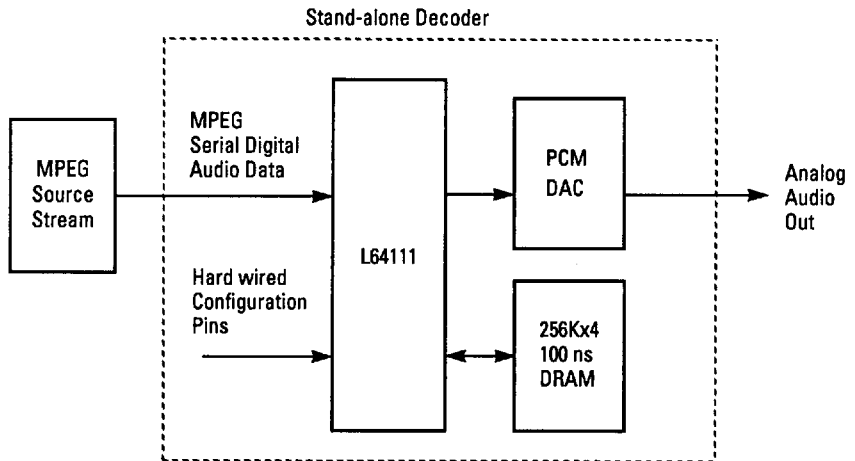 Stand-alone Decoder
MPEG
Source
Stream
MPEG
Serial Digital
Audio Data
Hard wired
Configuration
Pins
L64111
PCM
DAC
256Kx4
100 ns
DRAM
Analog
Audio
Out